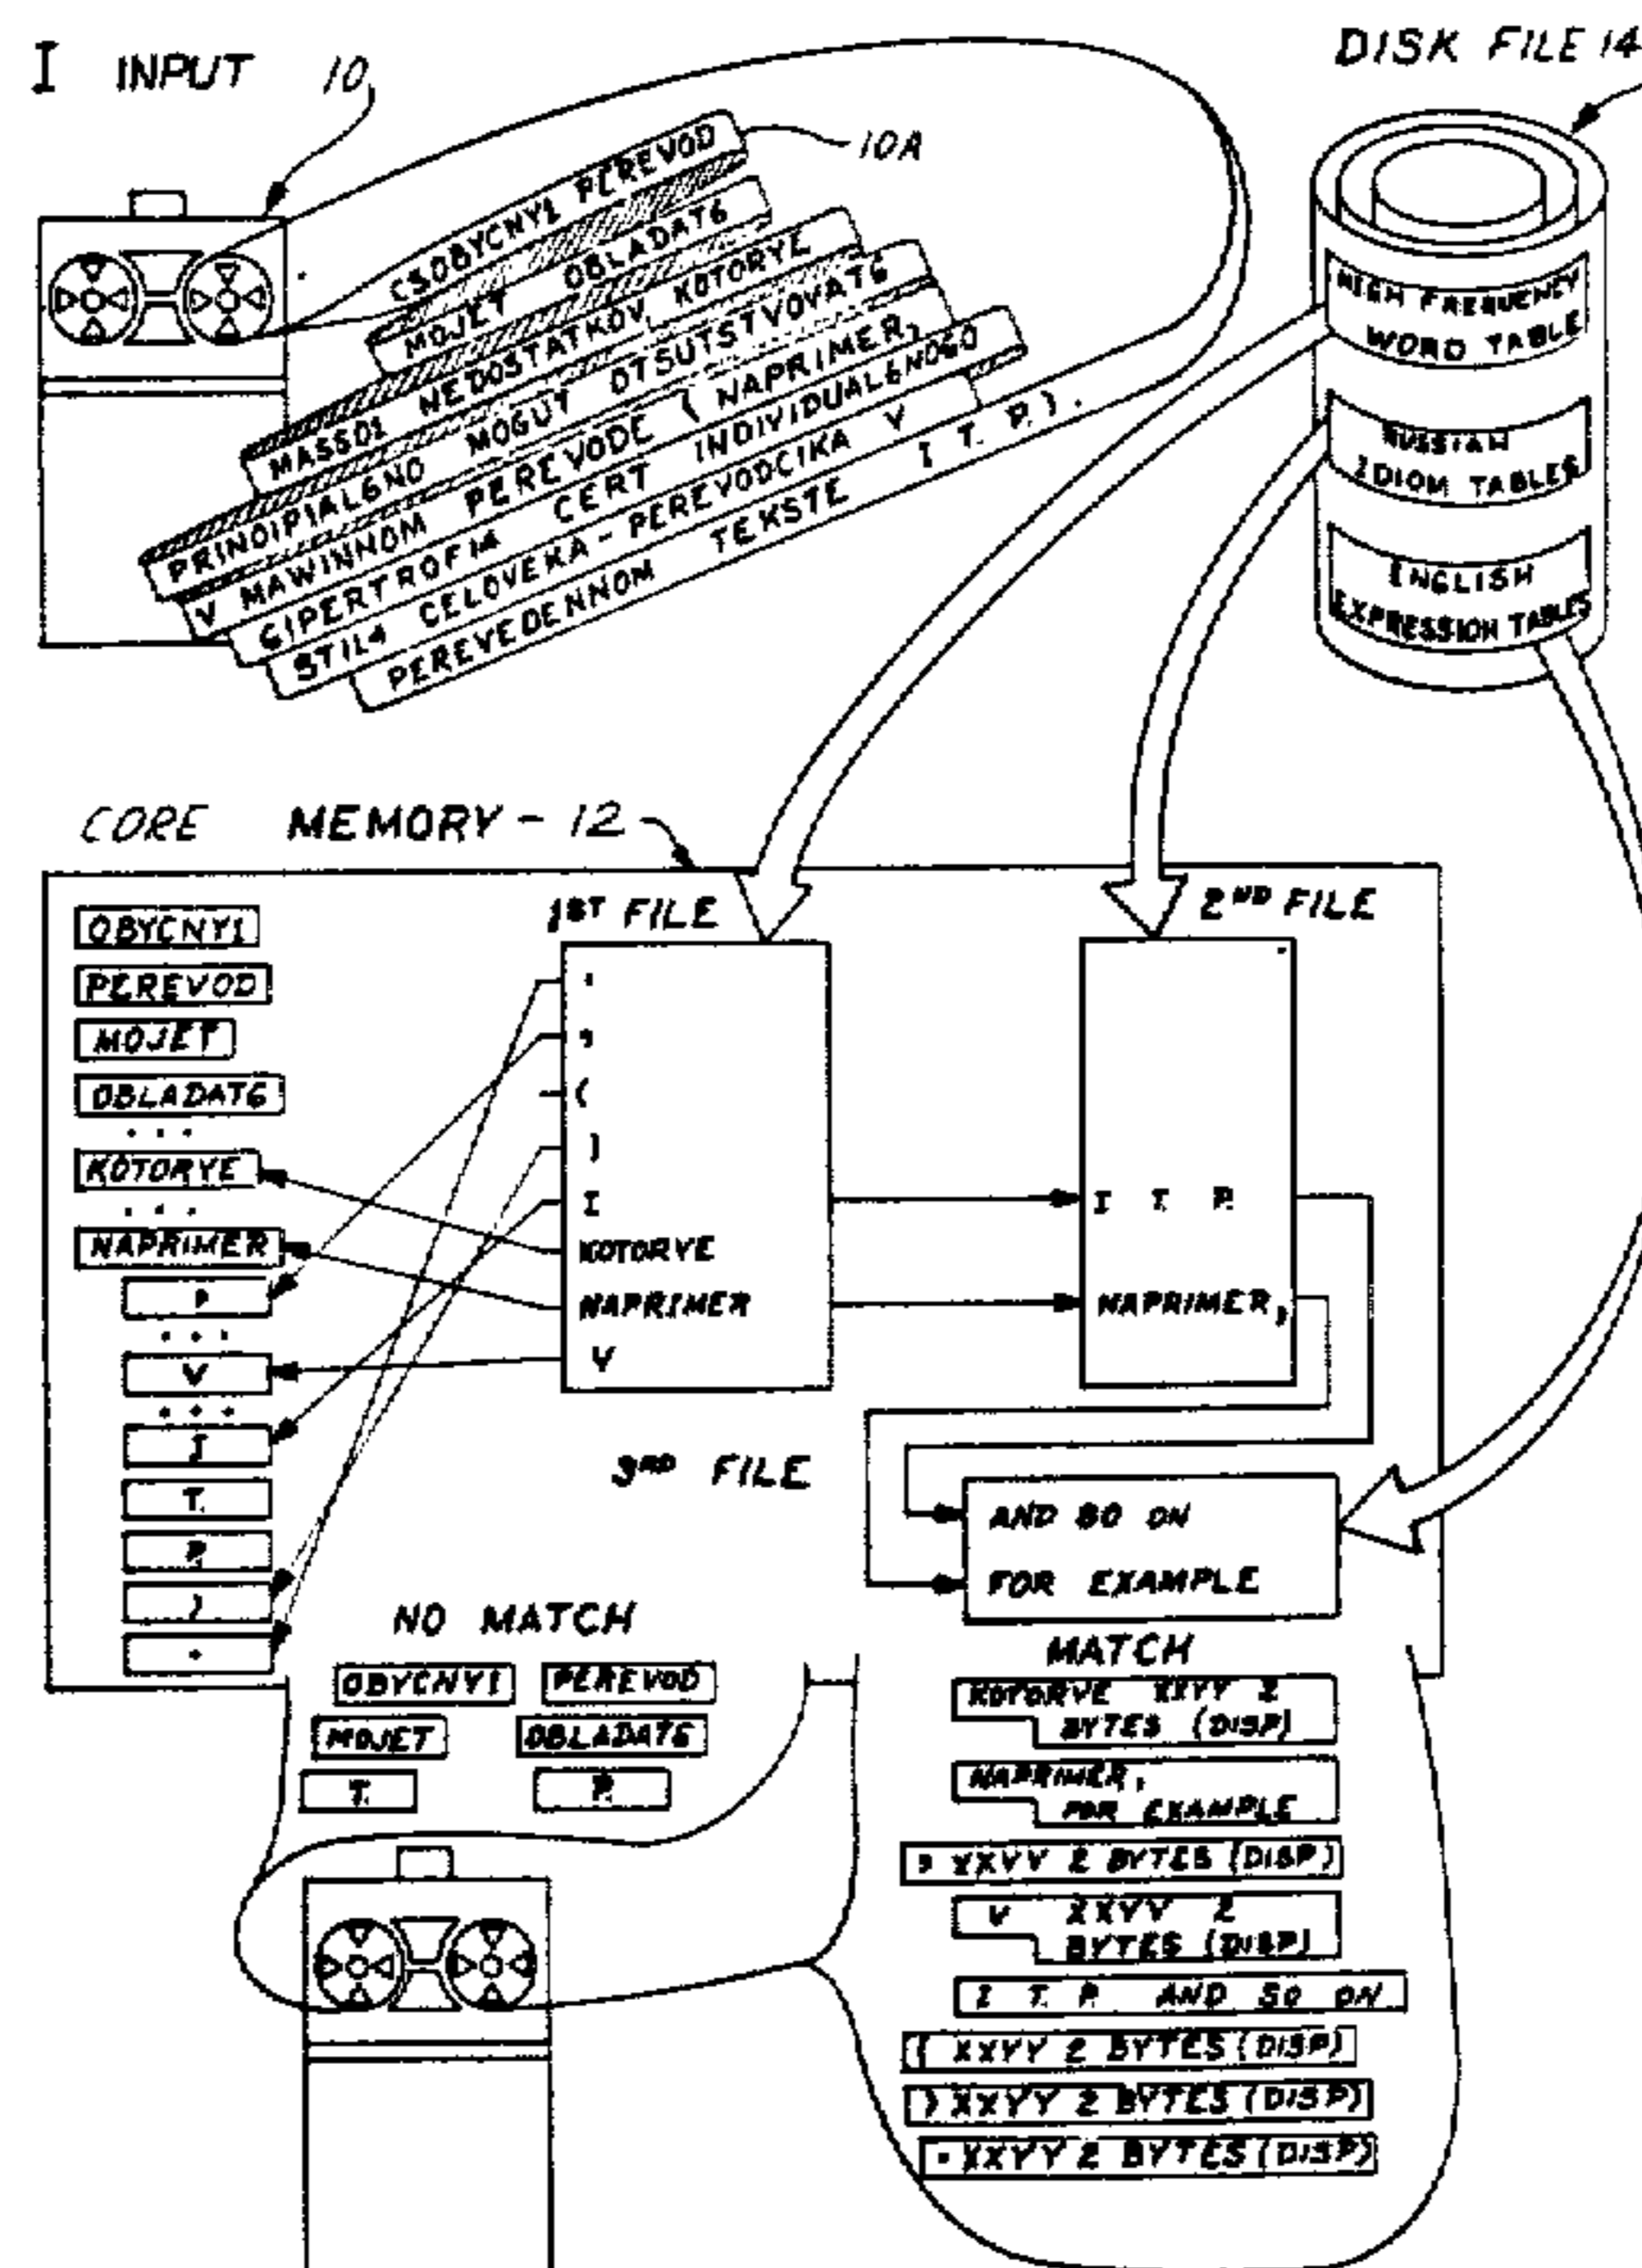 I INPUT 10
DISK FILE 14
10A
CSOBYCNYI PEREVOD
MOJET OBLADAT6
MASSOI NEDOSTATKOV, KOTORYE
PRINOIPIAL6NO MOGUT OTSUTSTVOVAT6
V MAWINNOM PEREVODE ( NAPRIMER,
GIPERTROFI4 CERT INDIVIDUAL6NOGO
STIL4 CELOVEKA-PEREVODCIKA V
PEREVEDENNOM TEKSTE I T. P.).
HIGH FREQUENCY
WORD TABLE
RUSSIAN
IDIOM TABLES
ENGLISH
EXPRESSION TABLES
CORE MEMORY - 12
OBYCNYI
PEREVOD
MOJET
OBLADAT6
...
KOTORYE
...
NAPRIMER
,
...
V
...
I
T.
P.
)
.
1ST FILE
.
,
(
)
I
KOTORYE
NAPRIMER
V
2ND FILE
I T. P.
NAPRIMER,
3RD FILE
AND SO ON
FOR EXAMPLE
NO MATCH
OBYCNYI PEREVOD
MOJET OBLADAT6
T. P.
MATCH
KOTORYE XXYY 2
BYTES (DISP)
NAPRIMER,
FOR EXAMPLE
, XXYY 2 BYTES (DISP)
V XXYY 2
BYTES (DISP)
I T. P. AND SO ON
( XXYY 2 BYTES (DISP)
) XXYY 2 BYTES (DISP)
. XXYY 2 BYTES (DISP)